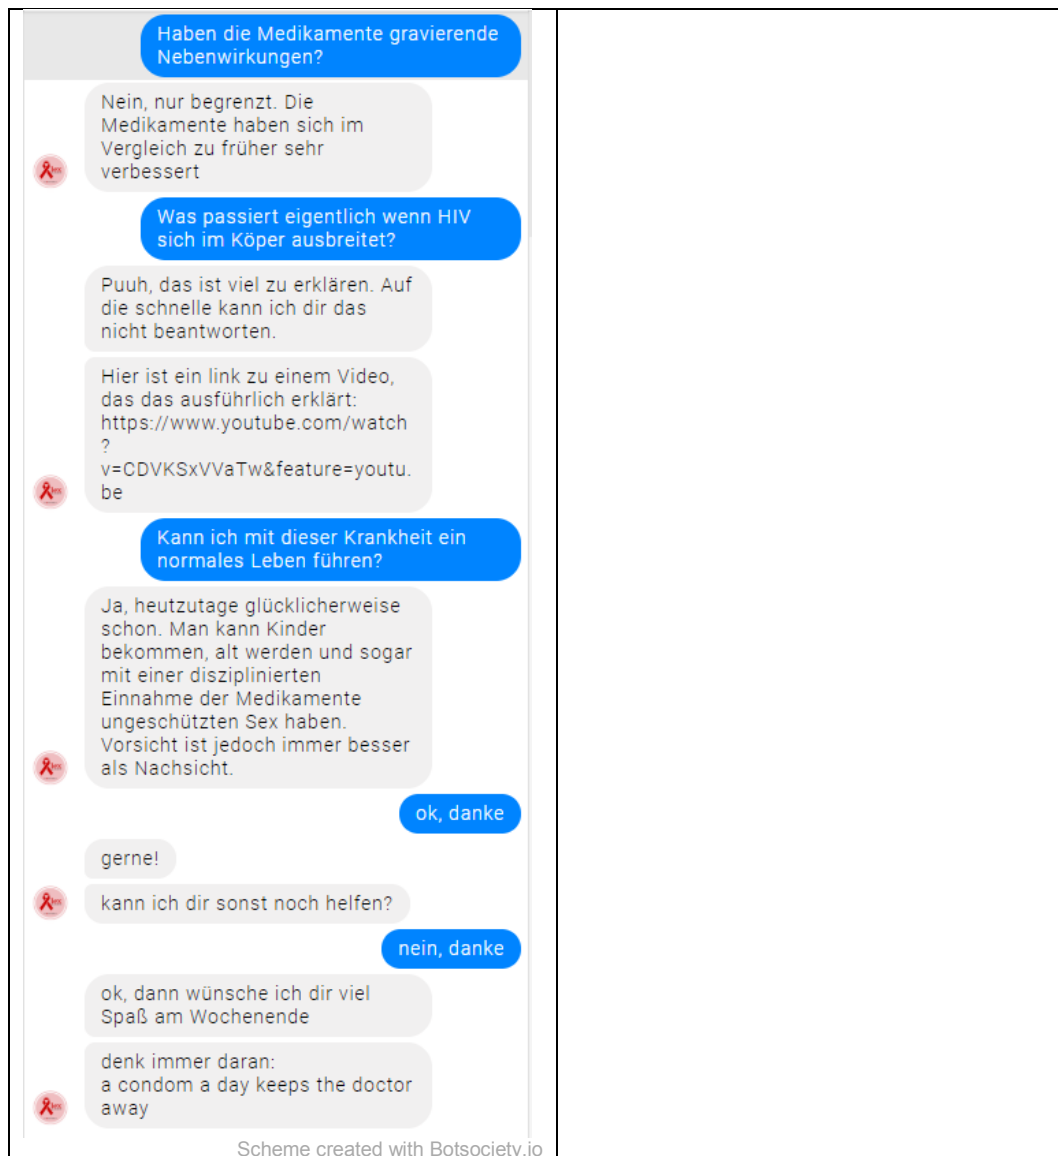 Haben die Medikamente gravierende
Nebenwirkungen?
Nein, nur begrenzt. Die
Medikamente haben sich im
Vergleich zu früher sehr
verbessert
Was passiert eigentlich wenn HIV
sich im Köper ausbreitet?
Puuh, das ist viel zu erklären. Auf
die schnelle kann ich dir das
nicht beantworten.
Hier ist ein link zu einem Video,
das das ausführlich erklärt:
https://www.youtube.com/watch
?
v=CDVKSxVVaTw&feature=youtu.
be
Kann ich mit dieser Krankheit ein
normales Leben führen?
Ja, heutzutage glücklicherweise
schon. Man kann Kinder
bekommen, alt werden und sogar
mit einer disziplinierten
Einnahme der Medikamente
ungeschützten Sex haben.
Vorsicht ist jedoch immer besser
als Nachsicht.
ok, danke
gerne!
kann ich dir sonst noch helfen?
nein, danke
ok, dann wünsche ich dir viel
Spaß am Wochenende
denk immer daran:
a condom a day keeps the doctor
away
Scheme created with Botsociety.io